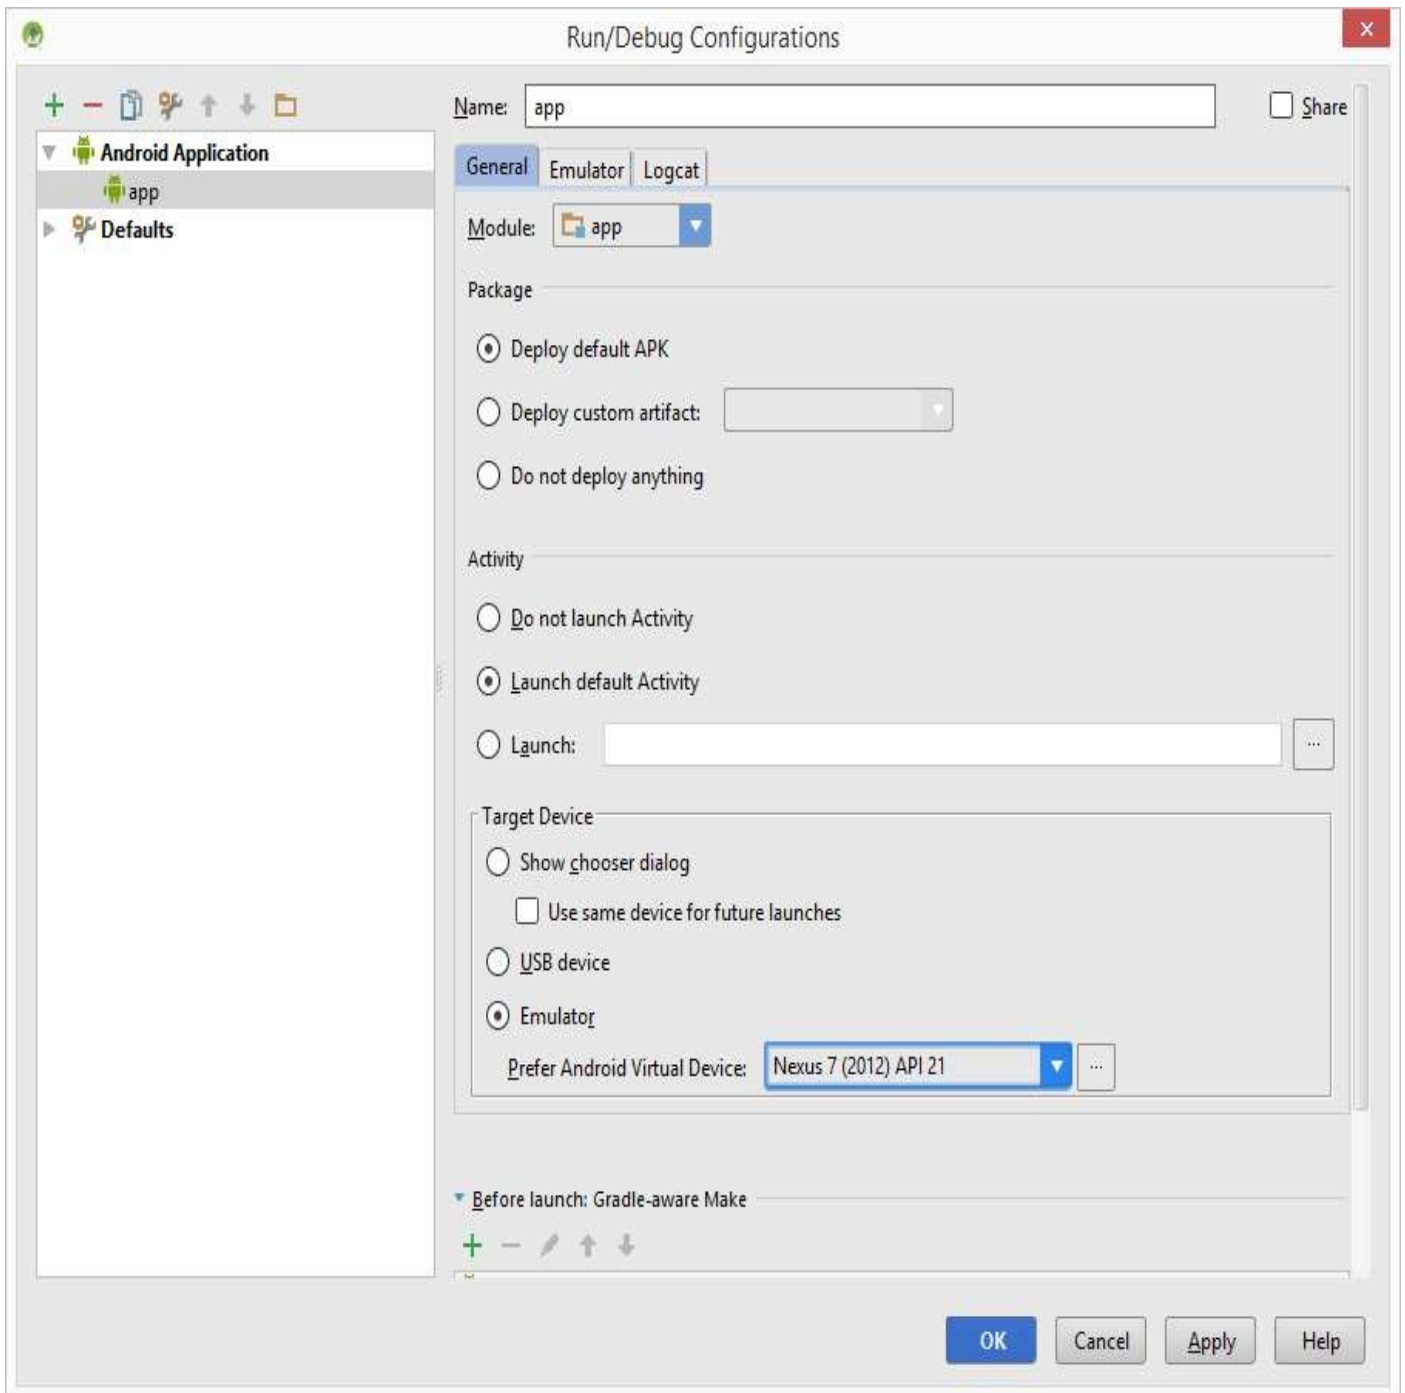 Run/Debug Configurations
x
Name: app
Share
Android Application
app
Defaults
General Emulator Logcat
Module: app
Package
Deploy default APK
Deploy custom artifact:
Do not deploy anything
Activity
Do not launch Activity
Launch default Activity
Launch:
...
Target Device
Show chooser dialog
Use same device for future launches
USB device
Emulator
Prefer Android Virtual Device: Nexus 7 (2012) API 21 ...
Before launch: Gradle-aware Make
OK Cancel Apply Help